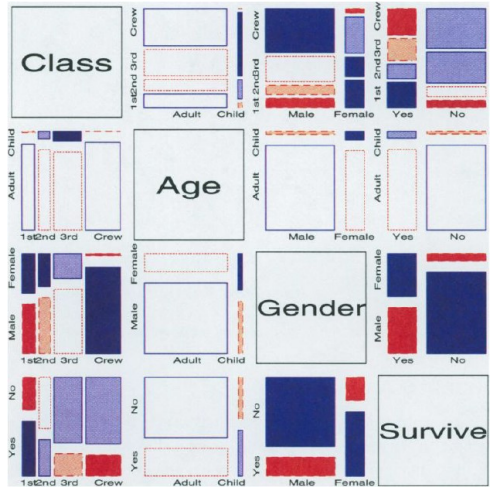 Class
Crew
3rd
2nd
1st
Adult Child
Crew
3rd
2nd
1st
Male Female
Crew
3rd
2nd
1st
Yes No
Child
Adult
1st 2nd 3rd Crew
Age
Child
Adult
Male Female
Child
Adult
Yes No
Female
Male
1st 2nd 3rd Crew
Female
Male
Adult Child
Gender
Female
Male
Yes No
No
Yes
1st 2nd 3rd Crew
No
Yes
Adult Child
No
Yes
Male Female
Survive